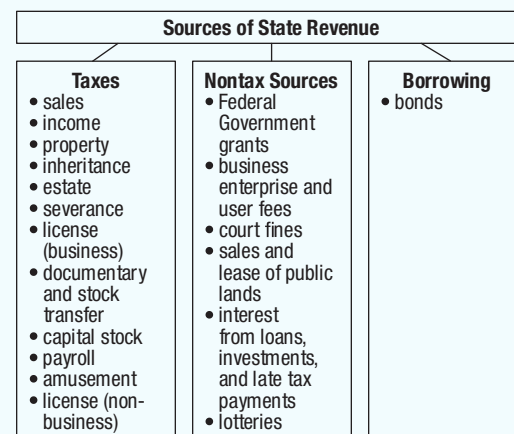 Sources of State Revenue
Taxes
• sales
• income
• property
• inheritance
• estate
• severance
• license
(business)
• documentary
and stock
transfer
• capital stock
• payroll
• amusement
• license (non-
business)
Nontax Sources
• Federal
Government
grants
• business
enterprise and
user fees
• court fines
• sales and
lease of public
lands
• interest
from loans,
investments,
and late tax
payments
• lotteries
Borrowing
• bonds